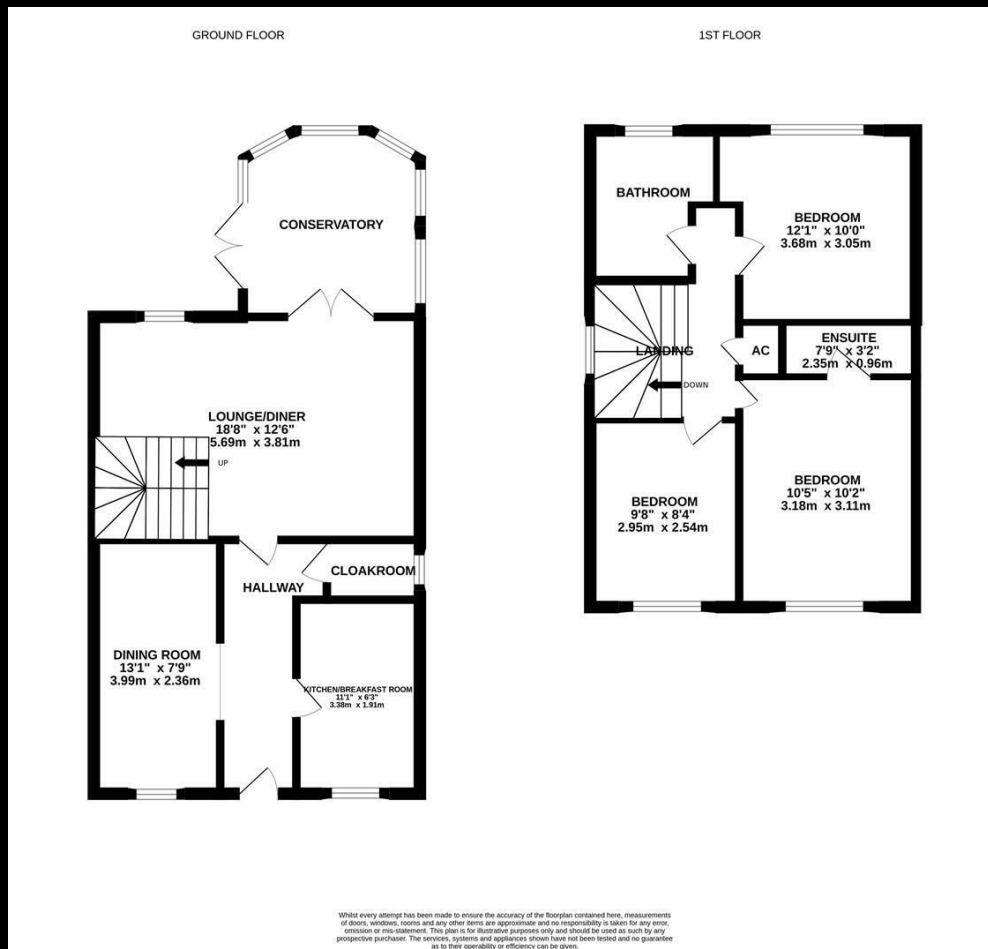 GROUND FLOOR
CONSERVATORY
LOUNGE/DINER
18'8" x 12'6"
5.69m x 3.81m
UP
HALLWAY
CLOAKROOM
DINING ROOM
13'1" x 7'9"
3.99m x 2.36m
KITCHEN/BREAKFAST ROOM
11'1" x 6'3"
3.38m x 1.91m
1ST FLOOR
BATHROOM
BEDROOM
12'1" x 10'0"
3.68m x 3.05m
LANDING
DOWN
AC
ENSUITE
7'9" x 3'2"
2.35m x 0.96m
BEDROOM
9'8" x 8'4"
2.95m x 2.54m
BEDROOM
10'5" x 10'2"
3.18m x 3.11m
Whilst every attempt has been made to ensure the accuracy of the floorplan contained here, measurements
of doors, windows, rooms and any other items are approximate and no responsibility is taken for any error,
omission or mis-statement. This plan is for illustrative purposes only and should be used as such by any
prospective purchaser. The services, systems and appliances shown have not been tested and no guarantee
as to their operability or efficiency can be given.